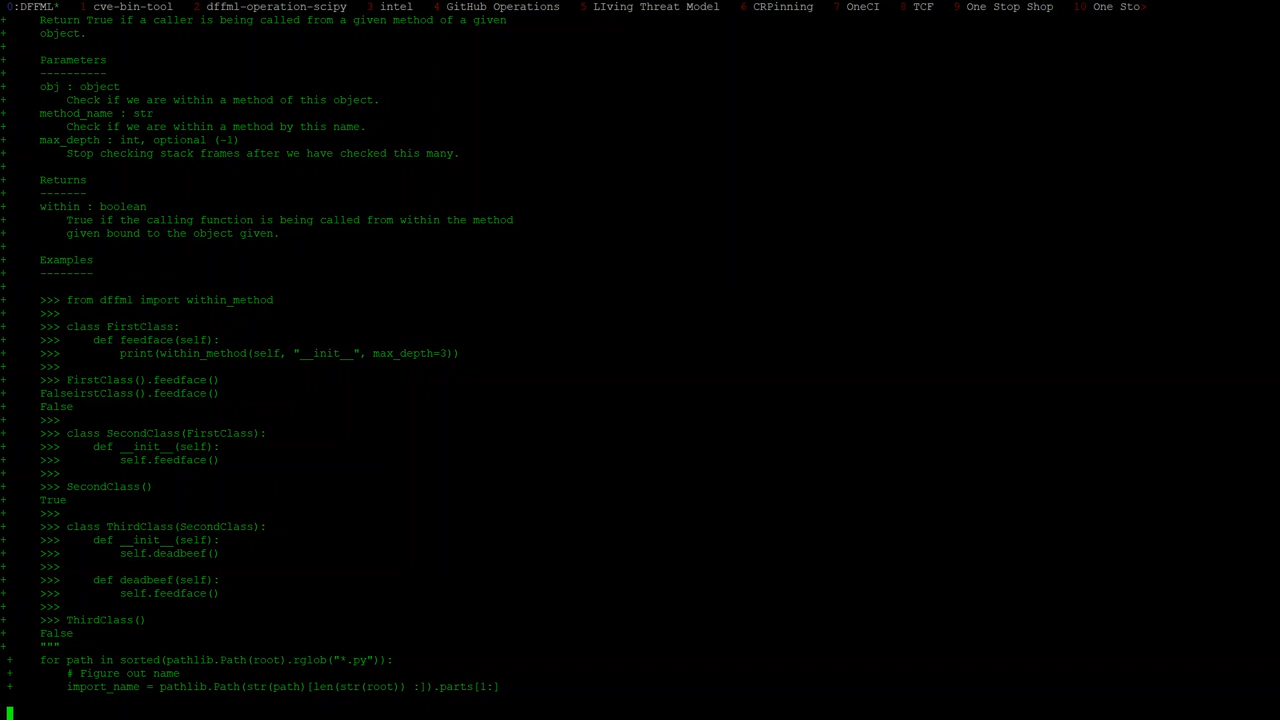 0:DFFML* 1 cve-bin-tool 2 dffml-operation-scipy 3 intel 4 GitHub Operations 5 LIving Threat Model 6 CRPinning 7 OneCI 8 TCF 9 One Stop Shop 10 One Sto>
+     Return True if a caller is being called from a given method of a given
+     object.
+
+     Parameters
+     ----------
+     obj : object
+         Check if we are within a method of this object.
+     method_name : str
+         Check if we are within a method by this name.
+     max_depth : int, optional (-1)
+         Stop checking stack frames after we have checked this many.
+
+     Returns
+     -------
+     within : boolean
+         True if the calling function is being called from within the method
+         given bound to the object given.
+
+     Examples
+     --------
+
+     >>> from dffml import within_method
+     >>>
+     >>> class FirstClass:
+     >>>     def feedface(self):
+     >>>         print(within_method(self, "__init__", max_depth=3))
+     >>>
+     >>> FirstClass().feedface()
+     FalseirstClass().feedface()
+     False
+     >>>
+     >>> class SecondClass(FirstClass):
+     >>>     def __init__(self):
+     >>>         self.feedface()
+     >>>
+     >>> SecondClass()
+     True
+     >>>
+     >>> class ThirdClass(SecondClass):
+     >>>     def __init__(self):
+     >>>         self.deadbeef()
+     >>>
+     >>>     def deadbeef(self):
+     >>>         self.feedface()
+     >>>
+     >>> ThirdClass()
+     False
+     """
 +    for path in sorted(pathlib.Path(root).rglob("*.py")):
 +        # Figure out name
 +        import_name = pathlib.Path(str(path)[len(str(root)) :]).parts[1:]